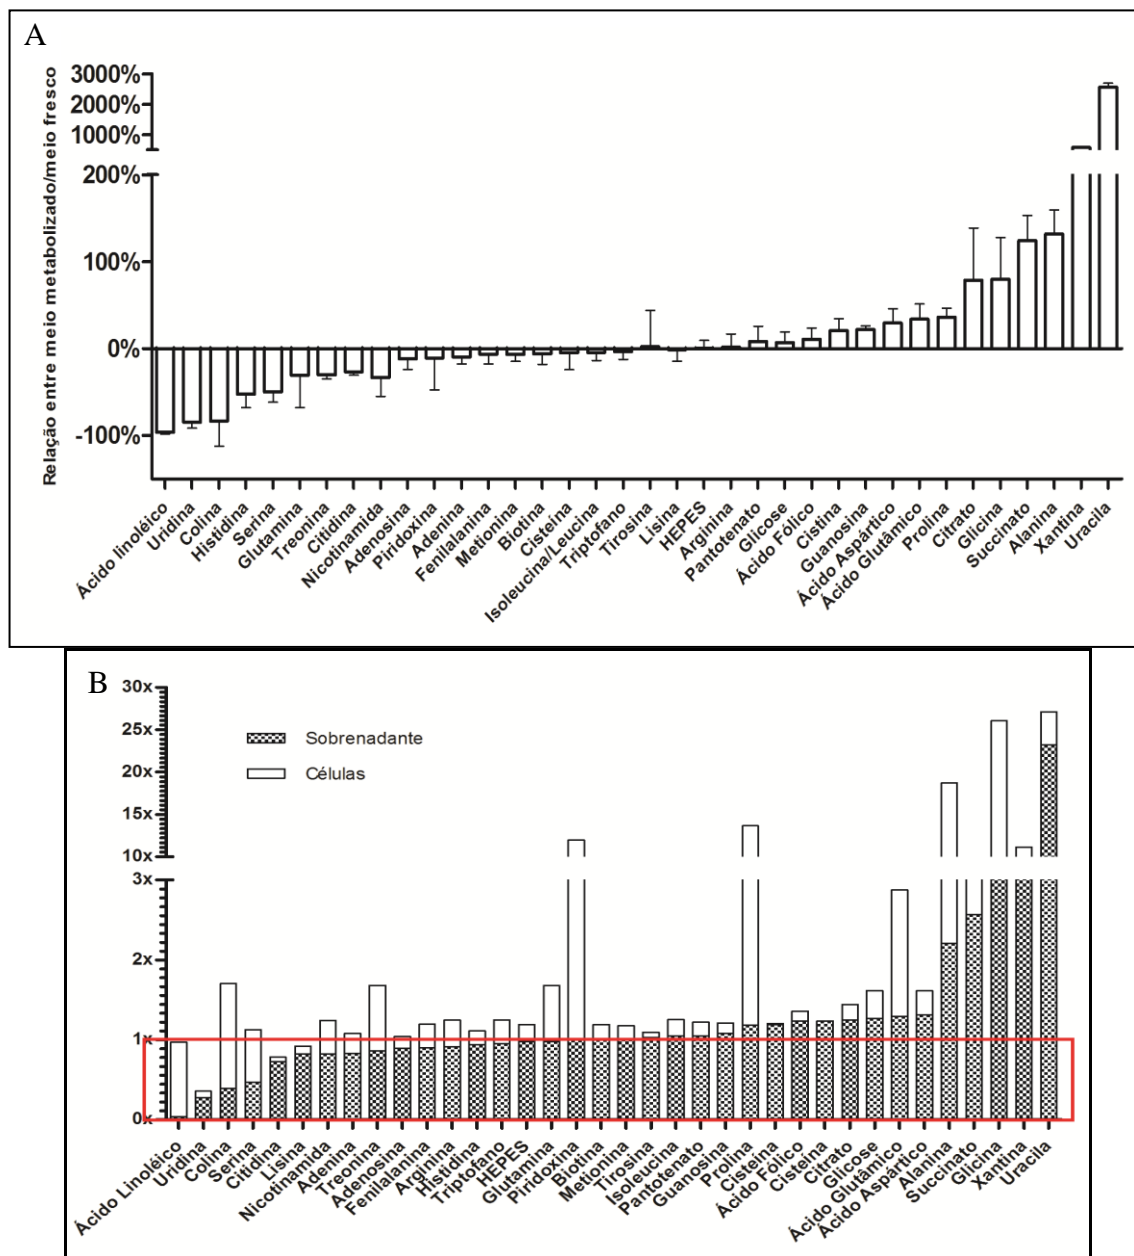 A
Relação entre meio metabolizado/meio fresco
3000%
2000%
1000%
200%
100%
0%
-100%
Ácido linoléico
Uridina
Colina
Histidina
Serina
Glutamina
Treonina
Citidina
Nicotinamida
Adenosina
Piridoxina
Adenina
Fenilalanina
Metionina
Biotina
Cisteína
Isoleucina/Leucina
Triptofano
Tirosina
Lisina
HEPES
Arginina
Pantotenato
Glicose
Ácido Fólico
Cistina
Guanosina
Ácido Aspártico
Ácido Glutâmico
Prolina
Citrato
Glicina
Succinato
Alanina
Xantina
Uracila
B
30x
25x
20x
15x
10x
3x
2x
1x
0x
Sobrenadante
Células
Ácido Linoléico
Uridina
Colina
Serina
Citidina
Lisina
Nicotinamida
Adenina
Treonina
Adenosina
Fenilalanina
Arginina
Histidina
Triptofano
HEPES
Glutamina
Piridoxina
Biotina
Metionina
Tirosina
Isoleucina
Pantotenato
Guanosina
Prolina
Cisteína
Ácido Fólico
Cisteína
Citrato
Glicose
Ácido Glutâmico
Ácido Aspártico
Alanina
Succinato
Glicina
Xantina
Uracila